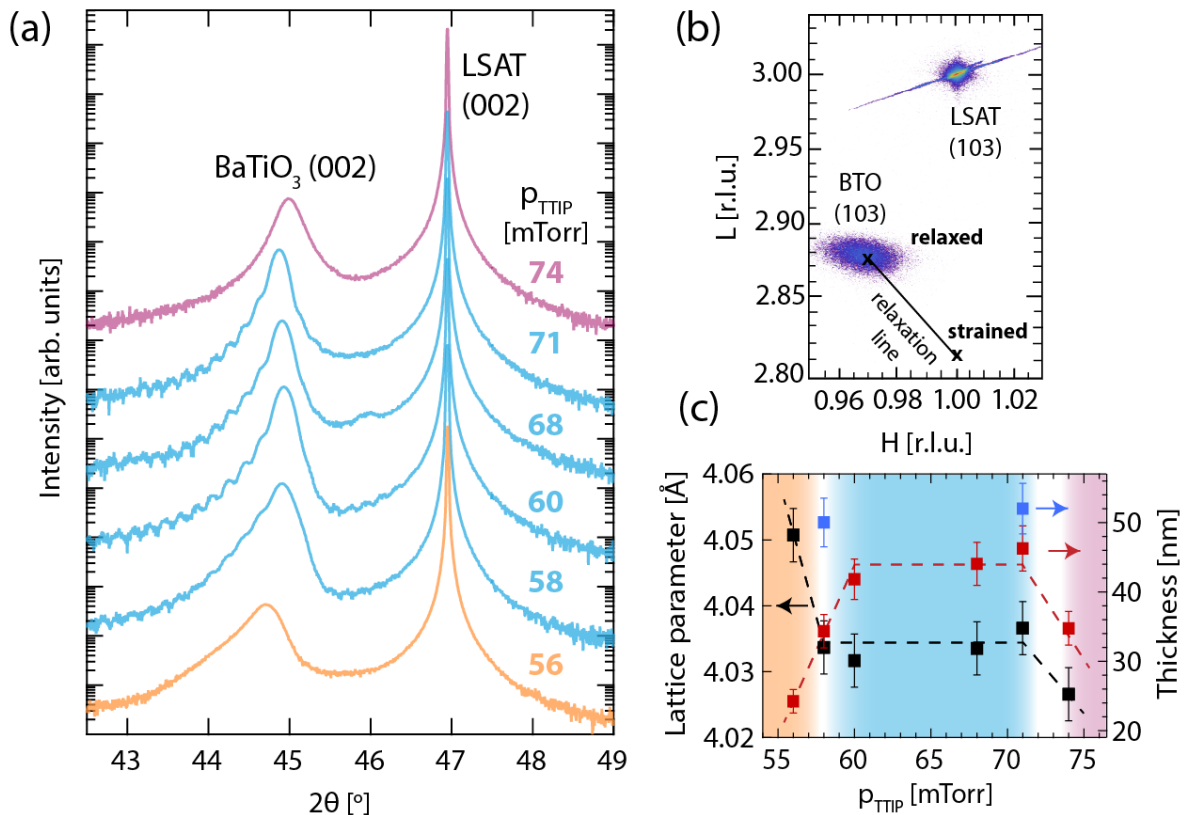 (a)
LSAT
(002)
BaTiO₃ (002)
p_TTIP
[mTorr]
74
71
68
60
58
56
Intensity [arb. units]
43 44 45 46 47 48 49
2θ [°]
(b)
3.00
2.95
2.90
2.85
2.80
L [r.l.u.]
LSAT
(103)
BTO
(103)
relaxed
relaxation
line
strained
0.96 0.98 1.00 1.02
H [r.l.u.]
(c)
4.06
4.05
4.04
4.03
4.02
Lattice parameter [Å]
50
40
30
20
Thickness [nm]
55 60 65 70 75
p_TTIP [mTorr]